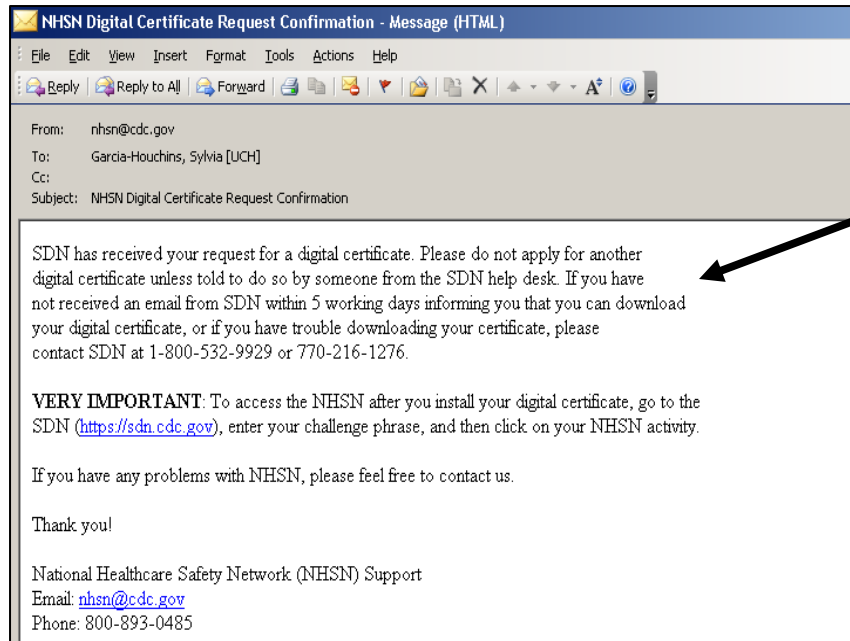 NHSN Digital Certificate Request Confirmation - Message (HTML)
File Edit View Insert Format Tools Actions Help
Reply Reply to All Forward
From: nhsn@cdc.gov
To: Garcia-Houchins, Sylvia [UCH]
Cc:
Subject: NHSN Digital Certificate Request Confirmation
SDN has received your request for a digital certificate. Please do not apply for another
digital certificate unless told to do so by someone from the SDN help desk. If you have
not received an email from SDN within 5 working days informing you that you can download
your digital certificate, or if you have trouble downloading your certificate, please
contact SDN at 1-800-532-9929 or 770-216-1276.
VERY IMPORTANT: To access the NHSN after you install your digital certificate, go to the
SDN (https://sdn.cdc.gov), enter your challenge phrase, and then click on your NHSN activity.
If you have any problems with NHSN, please feel free to contact us.
Thank you!
National Healthcare Safety Network (NHSN) Support
Email: nhsn@cdc.gov
Phone: 800-893-0485